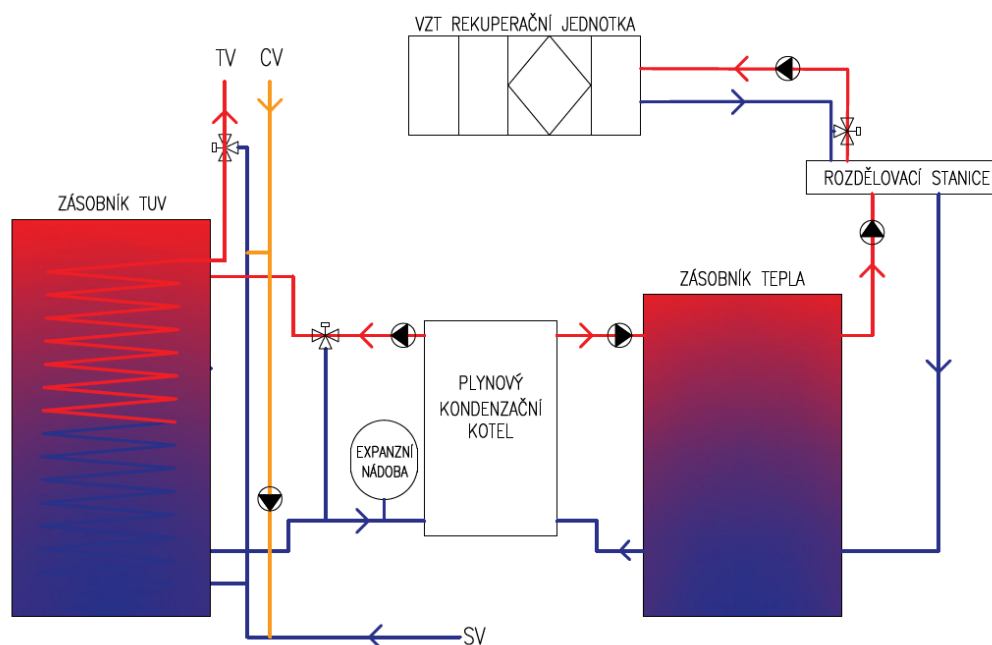 VZT REKUPERAČNÍ JEDNOTKA
TV
CV
ROZDĚLOVACÍ STANICE
ZÁSOBNÍK TUV
ZÁSOBNÍK TEPLA
PLYNOVÝ
KONDENZAČNÍ
KOTEL
EXPANZNÍ
NÁDOBA
SV